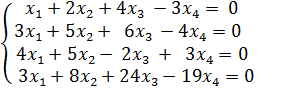 x₁ + 2x₂ + 4x₃ − 3x₄ = 0
3x₁ + 5x₂ + 6x₃ − 4x₄ = 0
4x₁ + 5x₂ − 2x₃ + 3x₄ = 0
3x₁ + 8x₂ + 24x₃ − 19x₄ = 0